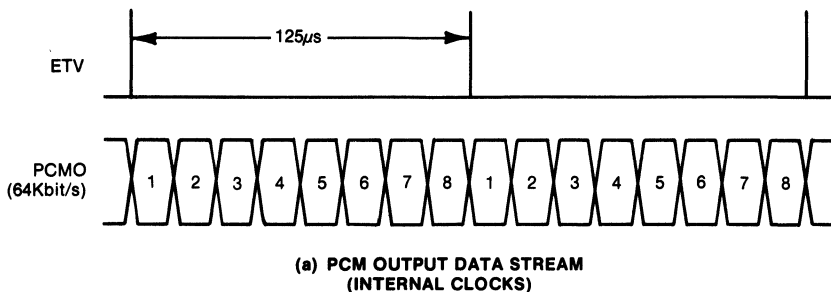 125μs
ETV
PCMO
(64Kbit/s)
1 2 3 4 5 6 7 8 1 2 3 4 5 6 7 8
(a) PCM OUTPUT DATA STREAM
(INTERNAL CLOCKS)